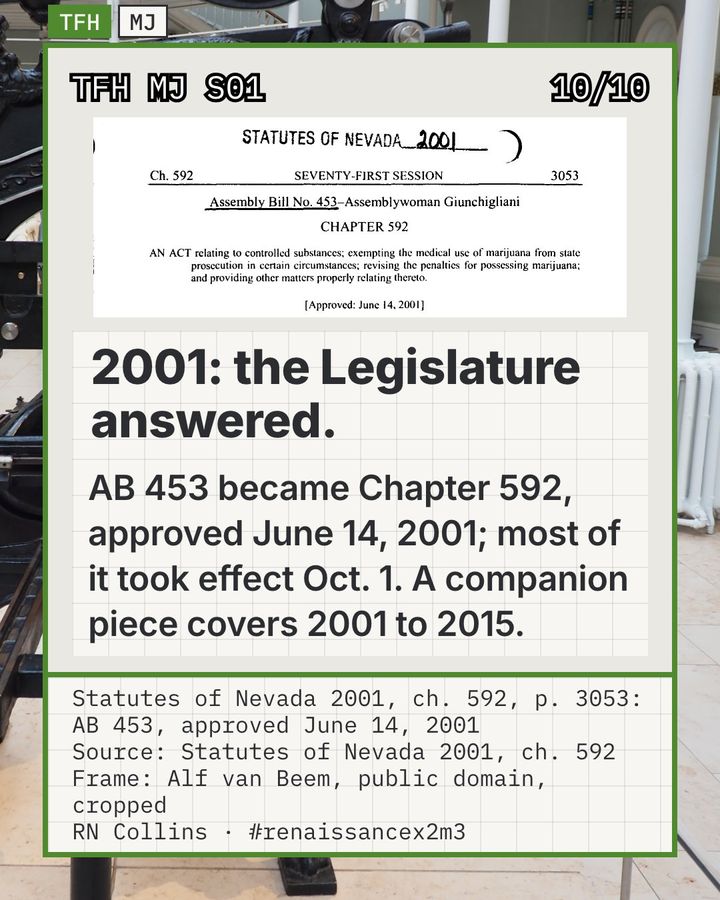 TFH MJ
TFH MJ S01 10/10
STATUTES OF NEVADA 2001
Ch. 592 SEVENTY-FIRST SESSION 3053
Assembly Bill No. 453–Assemblywoman Giunchigliani
CHAPTER 592
AN ACT relating to controlled substances; exempting the medical use of marijuana from state
prosecution in certain circumstances; revising the penalties for possessing marijuana;
and providing other matters properly relating thereto.
[Approved: June 14, 2001]
2001: the Legislature
answered.
AB 453 became Chapter 592,
approved June 14, 2001; most of
it took effect Oct. 1. A companion
piece covers 2001 to 2015.
Statutes of Nevada 2001, ch. 592, p. 3053:
AB 453, approved June 14, 2001
Source: Statutes of Nevada 2001, ch. 592
Frame: Alf van Beem, public domain,
cropped
RN Collins · #renaissancex2m3